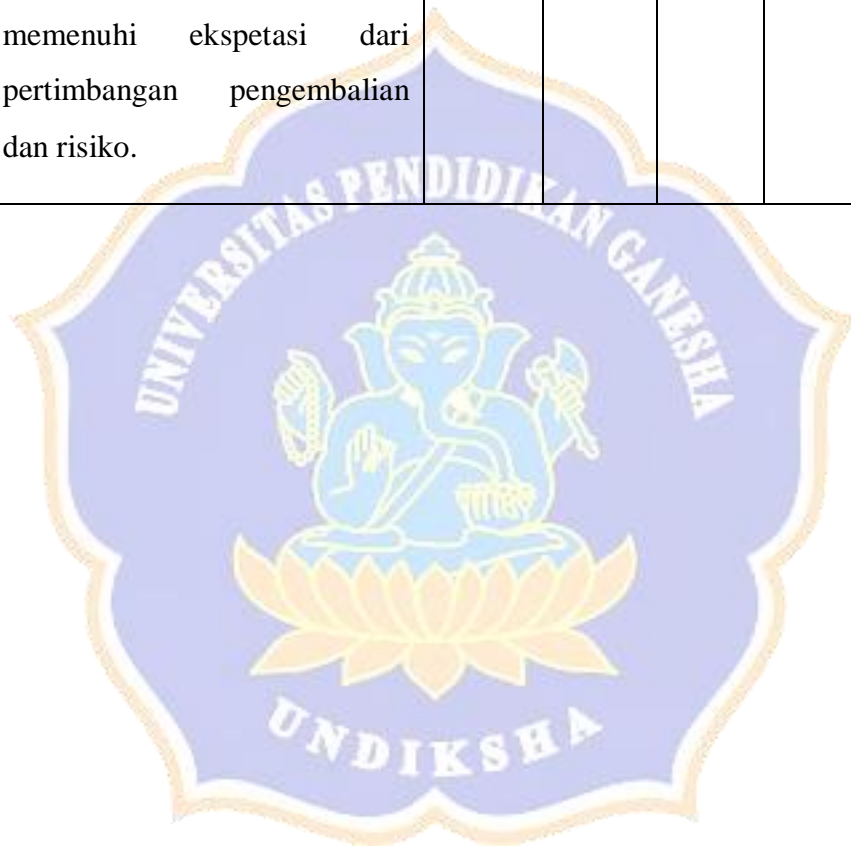 memenuhi ekspetasi dari
pertimbangan pengembalian
dan risiko.
UNIVERSITAS PENDIDIKAN GANESHA
UNDIKSHA